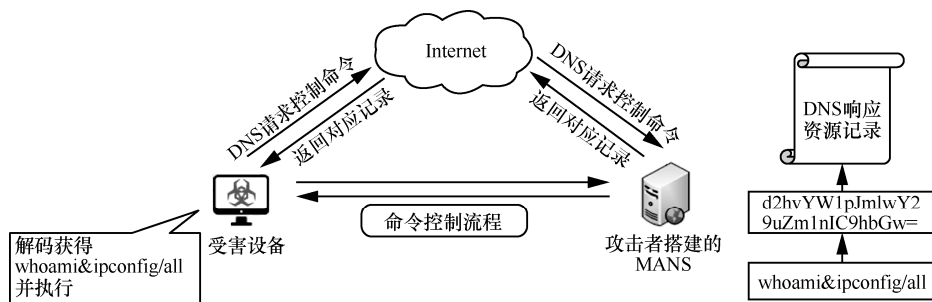 Internet
DNS请求控制命令
返回对应记录
DNS请求控制命令
返回对应记录
命令控制流程
受害设备
解码获得
whoami&ipconfig/all
并执行
攻击者搭建的
MANS
DNS响应
资源记录
d2hvYW1pJmlwY2
9uZm1nIC9hbGw=
whoami&ipconfig/all